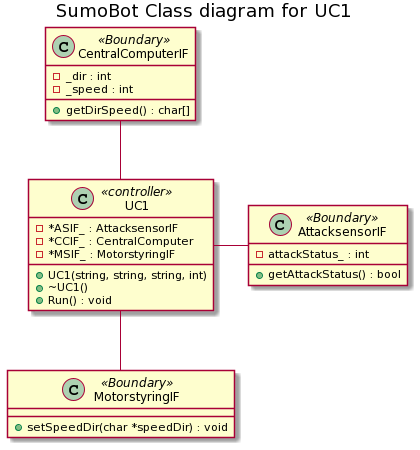 SumoBot Class diagram for UC1
C
«Boundary»
CentralComputerIF
_dir : int
_speed : int
getDirSpeed() : char[]
C
«controller»
UC1
*ASIF_ : AttacksensorIF
*CCIF_ : CentralComputer
*MSIF_ : MotorstyringIF
UC1(string, string, string, int)
~UC1()
Run() : void
C
«Boundary»
AttacksensorIF
attackStatus_ : int
getAttackStatus() : bool
C
«Boundary»
MotorstyringIF
setSpeedDir(char *speedDir) : void